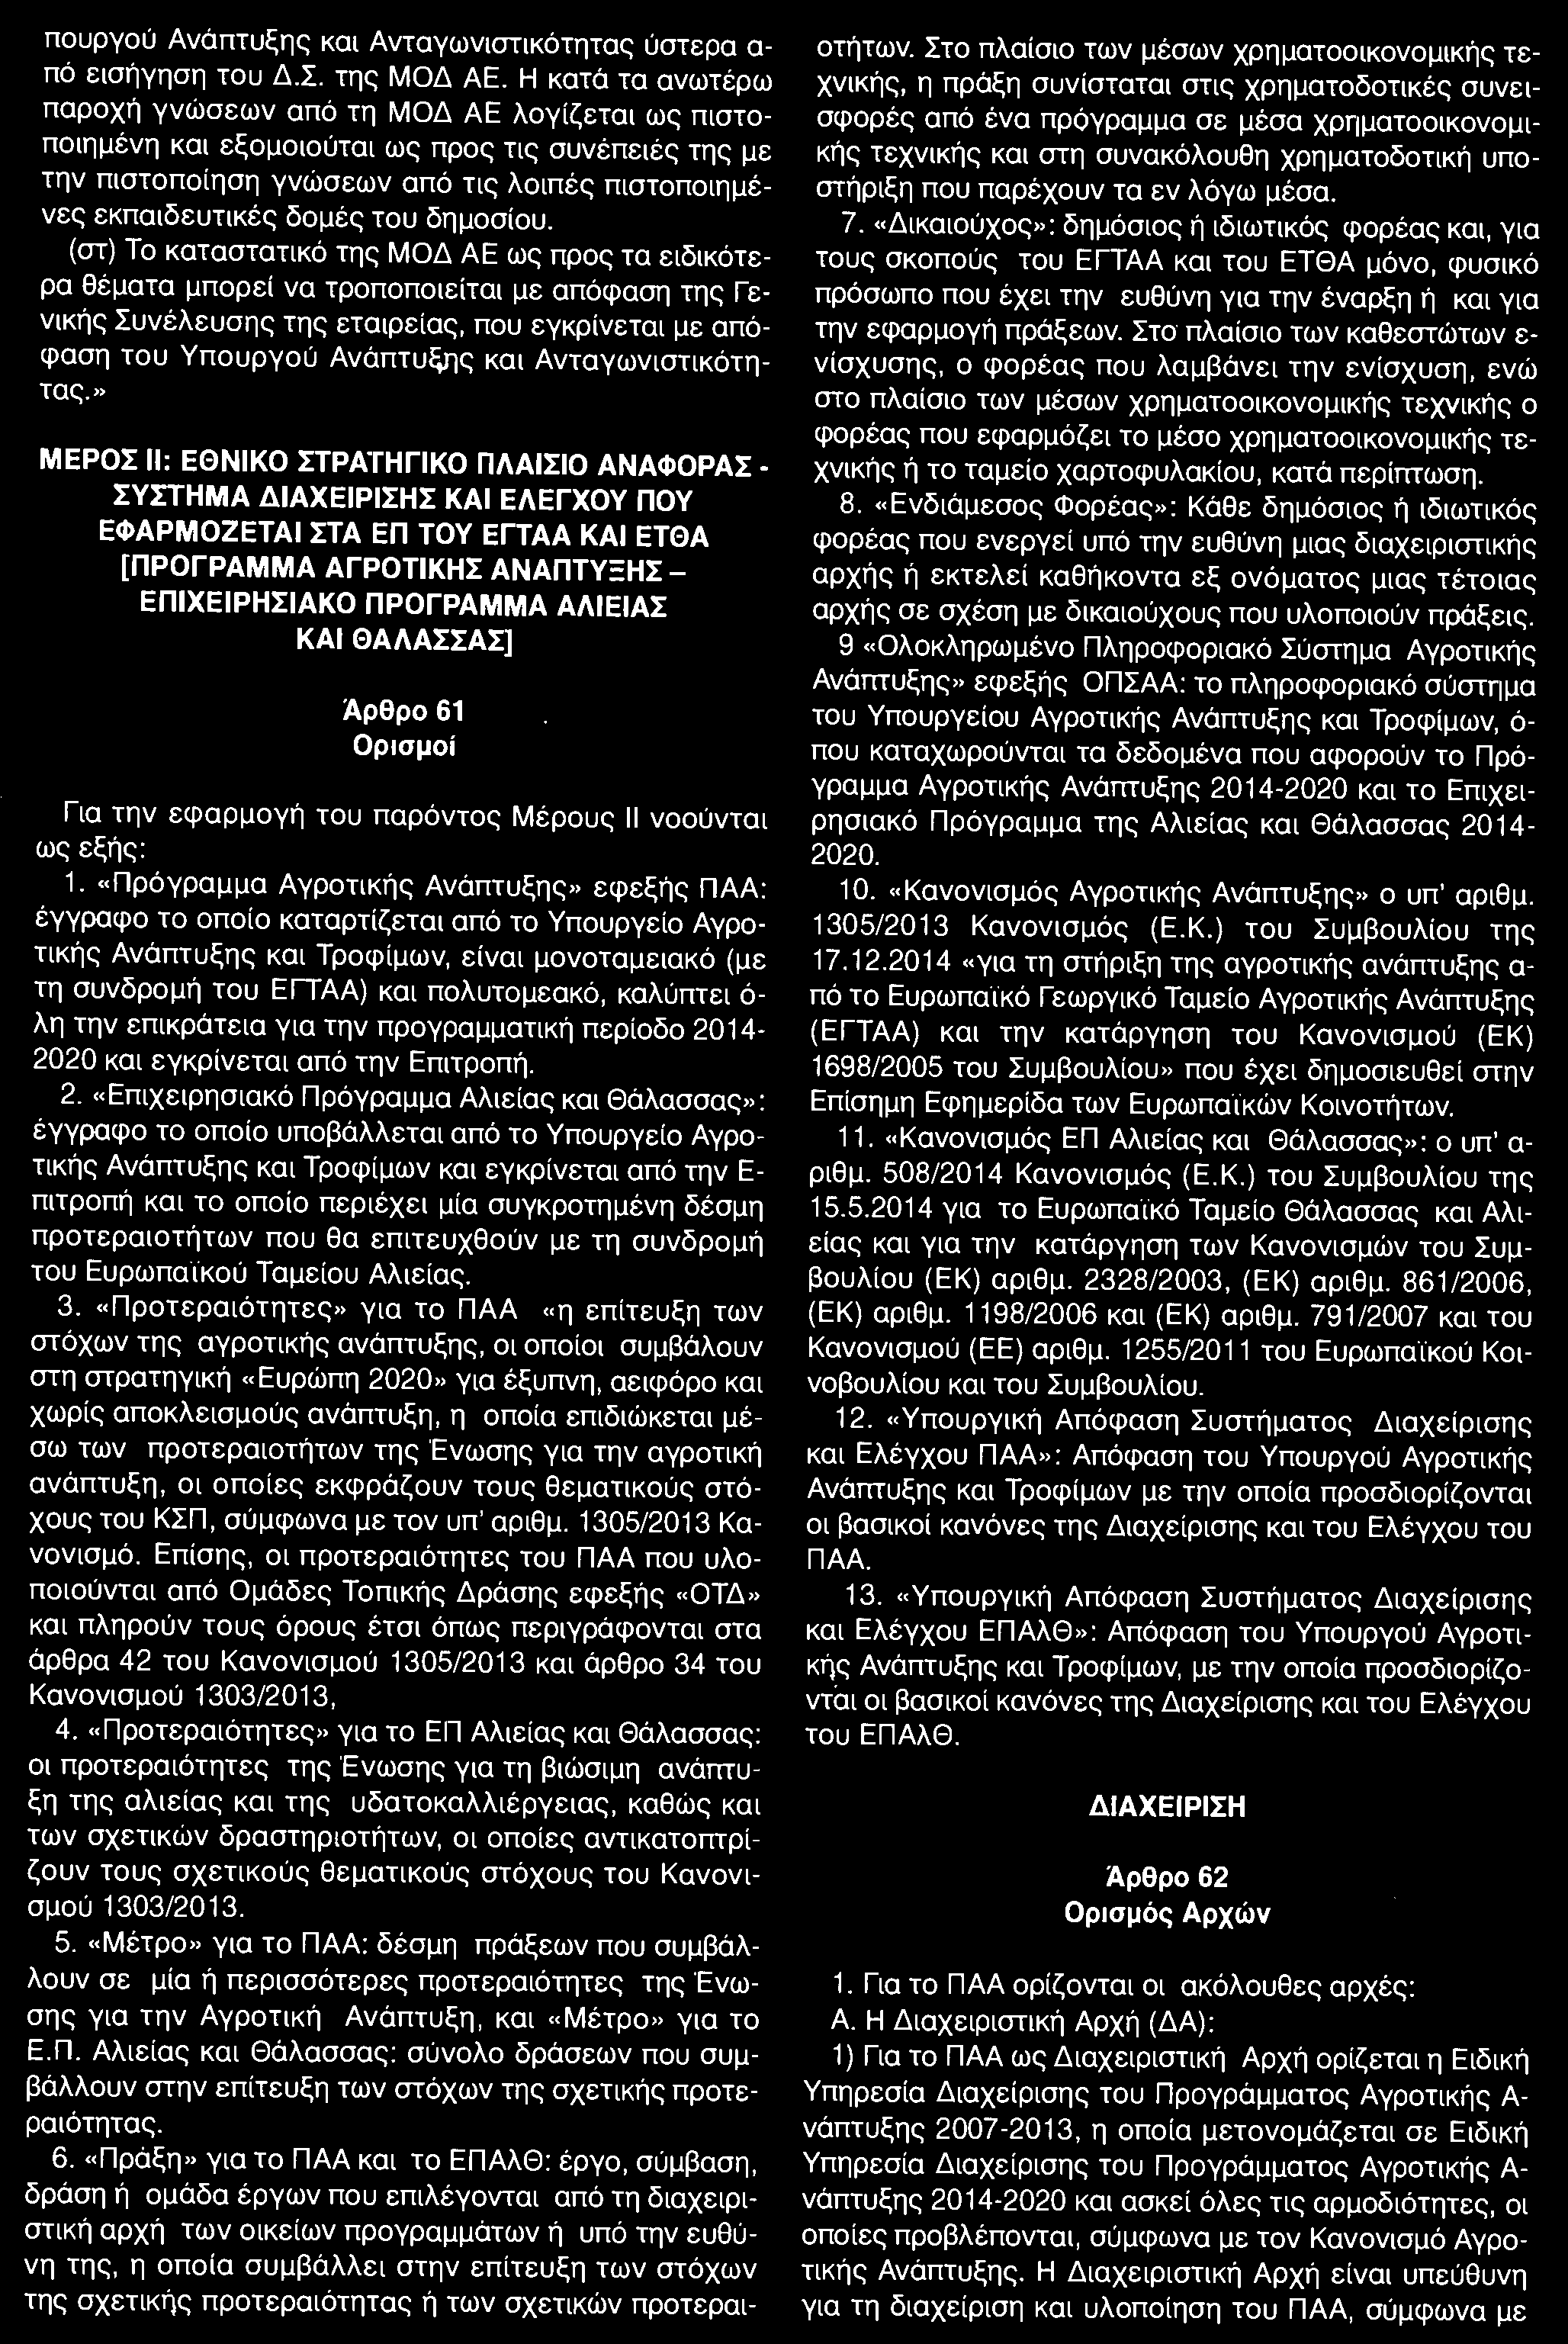 πουργού Ανάπτυξης και Ανταγωνιστικότητας ύστερα α-
πό εισήγηση του Δ.Σ. της ΜΟΔ ΑΕ. Η κατά τα ανωτέρω
παροχή γνώσεων από τη ΜΟΔ ΑΕ λογίζεται ως πιστο-
ποιημένη και εξομοιούται ως προς τις συνέπειές της με
την πιστοποίηση γνώσεων από τις λοιπές πιστοποιημέ-
νες εκπαιδευτικές δομές του δημοσίου.
(στ) Το καταστατικό της ΜΟΔ ΑΕ ως προς τα ειδικότε-
ρα θέματα μπορεί να τροποποιείται με απόφαση της Γε-
νικής Συνέλευσης της εταιρείας, που εγκρίνεται με από-
φαση του Υπουργού Ανάπτυξης και Ανταγωνιστικότη-
τας.»
ΜΕΡΟΣ ΙΙ: ΕΘΝΙΚΟ ΣΤΡΑΤΗΓΙΚΟ ΠΛΑΙΣΙΟ ΑΝΑΦΟΡΑΣ -
ΣΥΣΤΗΜΑ ΔΙΑΧΕΙΡΙΣΗΣ ΚΑΙ ΕΛΕΓΧΟΥ ΠΟΥ
ΕΦΑΡΜΟΖΕΤΑΙ ΣΤΑ ΕΠ ΤΟΥ ΕΓΤΑΑ ΚΑΙ ΕΤΘΑ
[ΠΡΟΓΡΑΜΜΑ ΑΓΡΟΤΙΚΗΣ ΑΝΑΠΤΥΞΗΣ –
ΕΠΙΧΕΙΡΗΣΙΑΚΟ ΠΡΟΓΡΑΜΜΑ ΑΛΙΕΙΑΣ
ΚΑΙ ΘΑΛΑΣΣΑΣ]
Άρθρο 61
Ορισμοί
Για την εφαρμογή του παρόντος Μέρους ΙΙ νοούνται
ως εξής:
1. «Πρόγραμμα Αγροτικής Ανάπτυξης» εφεξής ΠΑΑ:
έγγραφο το οποίο καταρτίζεται από το Υπουργείο Αγρο-
τικής Ανάπτυξης και Τροφίμων, είναι μονοταμειακό (με
τη συνδρομή του ΕΓΤΑΑ) και πολυτομεακό, καλύπτει ό-
λη την επικράτεια για την προγραμματική περίοδο 2014-
2020 και εγκρίνεται από την Επιτροπή.
2. «Επιχειρησιακό Πρόγραμμα Αλιείας και Θάλασσας»:
έγγραφο το οποίο υποβάλλεται από το Υπουργείο Αγρο-
τικής Ανάπτυξης και Τροφίμων και εγκρίνεται από την Ε-
πιτροπή και το οποίο περιέχει μία συγκροτημένη δέσμη
προτεραιοτήτων που θα επιτευχθούν με τη συνδρομή
του Ευρωπαϊκού Ταμείου Αλιείας.
3. «Προτεραιότητες» για το ΠΑΑ «η επίτευξη των
στόχων της αγροτικής ανάπτυξης, οι οποίοι συμβάλουν
στη στρατηγική «Ευρώπη 2020» για έξυπνη, αειφόρο και
χωρίς αποκλεισμούς ανάπτυξη, η οποία επιδιώκεται μέ-
σω των προτεραιοτήτων της Ένωσης για την αγροτική
ανάπτυξη, οι οποίες εκφράζουν τους θεματικούς στό-
χους του ΚΣΠ, σύμφωνα με τον υπ’ αριθμ. 1305/2013 Κα-
νονισμό. Επίσης, οι προτεραιότητες του ΠΑΑ που υλο-
ποιούνται από Ομάδες Τοπικής Δράσης εφεξής «ΟΤΔ»
και πληρούν τους όρους έτσι όπως περιγράφονται στα
άρθρα 42 του Κανονισμού 1305/2013 και άρθρο 34 του
Κανονισμού 1303/2013,
4. «Προτεραιότητες» για το ΕΠ Αλιείας και Θάλασσας:
οι προτεραιότητες της Ένωσης για τη βιώσιμη ανάπτυ-
ξη της αλιείας και της υδατοκαλλιέργειας, καθώς και
των σχετικών δραστηριοτήτων, οι οποίες αντικατοπτρί-
ζουν τους σχετικούς θεματικούς στόχους του Κανονι-
σμού 1303/2013.
5. «Μέτρο» για το ΠΑΑ: δέσμη πράξεων που συμβάλ-
λουν σε μία ή περισσότερες προτεραιότητες της Ένω-
σης για την Αγροτική Ανάπτυξη, και «Μέτρο» για το
Ε.Π. Αλιείας και Θάλασσας: σύνολο δράσεων που συμ-
βάλλουν στην επίτευξη των στόχων της σχετικής προτε-
ραιότητας.
6. «Πράξη» για το ΠΑΑ και το ΕΠΑλΘ: έργο, σύμβαση,
δράση ή ομάδα έργων που επιλέγονται από τη διαχειρι-
στική αρχή των οικείων προγραμμάτων ή υπό την ευθύ-
νη της, η οποία συμβάλλει στην επίτευξη των στόχων
της σχετικής προτεραιότητας ή των σχετικών προτεραι-
οτήτων. Στο πλαίσιο των μέσων χρηματοοικονομικής τε-
χνικής, η πράξη συνίσταται στις χρηματοδοτικές συνει-
σφορές από ένα πρόγραμμα σε μέσα χρηματοοικονομι-
κής τεχνικής και στη συνακόλουθη χρηματοδοτική υπο-
στήριξη που παρέχουν τα εν λόγω μέσα.
7. «Δικαιούχος»: δημόσιος ή ιδιωτικός φορέας και, για
τους σκοπούς του ΕΓΤΑΑ και του ΕΤΘΑ μόνο, φυσικό
πρόσωπο που έχει την ευθύνη για την έναρξη ή και για
την εφαρμογή πράξεων. Στο πλαίσιο των καθεστώτων ε-
νίσχυσης, ο φορέας που λαμβάνει την ενίσχυση, ενώ
στο πλαίσιο των μέσων χρηματοοικονομικής τεχνικής ο
φορέας που εφαρμόζει το μέσο χρηματοοικονομικής τε-
χνικής ή το ταμείο χαρτοφυλακίου, κατά περίπτωση.
8. «Ενδιάμεσος Φορέας»: Κάθε δημόσιος ή ιδιωτικός
φορέας που ενεργεί υπό την ευθύνη μιας διαχειριστικής
αρχής ή εκτελεί καθήκοντα εξ ονόματος μιας τέτοιας
αρχής σε σχέση με δικαιούχους που υλοποιούν πράξεις.
9 «Ολοκληρωμένο Πληροφοριακό Σύστημα Αγροτικής
Ανάπτυξης» εφεξής ΟΠΣΑΑ: το πληροφοριακό σύστημα
του Υπουργείου Αγροτικής Ανάπτυξης και Τροφίμων, ό-
που καταχωρούνται τα δεδομένα που αφορούν το Πρό-
γραμμα Αγροτικής Ανάπτυξης 2014-2020 και το Επιχει-
ρησιακό Πρόγραμμα της Αλιείας και Θάλασσας 2014-
2020.
10. «Κανονισμός Αγροτικής Ανάπτυξης» ο υπ’ αριθμ.
1305/2013 Κανονισμός (Ε.Κ.) του Συμβουλίου της
17.12.2014 «για τη στήριξη της αγροτικής ανάπτυξης α-
πό το Ευρωπαϊκό Γεωργικό Ταμείο Αγροτικής Ανάπτυξης
(ΕΓΤΑΑ) και την κατάργηση του Κανονισμού (ΕΚ)
1698/2005 του Συμβουλίου» που έχει δημοσιευθεί στην
Επίσημη Εφημερίδα των Ευρωπαϊκών Κοινοτήτων.
11. «Κανονισμός ΕΠ Αλιείας και Θάλασσας»: ο υπ’ α-
ριθμ. 508/2014 Κανονισμός (Ε.Κ.) του Συμβουλίου της
15.5.2014 για το Ευρωπαϊκό Ταμείο Θάλασσας και Αλι-
είας και για την κατάργηση των Κανονισμών του Συμ-
βουλίου (ΕΚ) αριθμ. 2328/2003, (ΕΚ) αριθμ. 861/2006,
(ΕΚ) αριθμ. 1198/2006 και (ΕΚ) αριθμ. 791/2007 και του
Κανονισμού (ΕΕ) αριθμ. 1255/2011 του Ευρωπαϊκού Κοι-
νοβουλίου και του Συμβουλίου.
12. «Υπουργική Απόφαση Συστήματος Διαχείρισης
και Ελέγχου ΠΑΑ»: Απόφαση του Υπουργού Αγροτικής
Ανάπτυξης και Τροφίμων με την οποία προσδιορίζονται
οι βασικοί κανόνες της Διαχείρισης και του Ελέγχου του
ΠΑΑ.
13. «Υπουργική Απόφαση Συστήματος Διαχείρισης
και Ελέγχου ΕΠΑλΘ»: Απόφαση του Υπουργού Αγροτι-
κής Ανάπτυξης και Τροφίμων, με την οποία προσδιορίζο-
νται οι βασικοί κανόνες της Διαχείρισης και του Ελέγχου
του ΕΠΑλΘ.
ΔΙΑΧΕΙΡΙΣΗ
Άρθρο 62
Ορισμός Αρχών
1. Για το ΠΑΑ ορίζονται οι ακόλουθες αρχές:
Α. Η Διαχειριστική Αρχή (ΔΑ):
1) Για το ΠΑΑ ως Διαχειριστική Αρχή ορίζεται η Ειδική
Υπηρεσία Διαχείρισης του Προγράμματος Αγροτικής Α-
νάπτυξης 2007-2013, η οποία μετονομάζεται σε Ειδική
Υπηρεσία Διαχείρισης του Προγράμματος Αγροτικής Α-
νάπτυξης 2014-2020 και ασκεί όλες τις αρμοδιότητες, οι
οποίες προβλέπονται, σύμφωνα με τον Κανονισμό Αγρο-
τικής Ανάπτυξης. Η Διαχειριστική Αρχή είναι υπεύθυνη
για τη διαχείριση και υλοποίηση του ΠΑΑ, σύμφωνα με